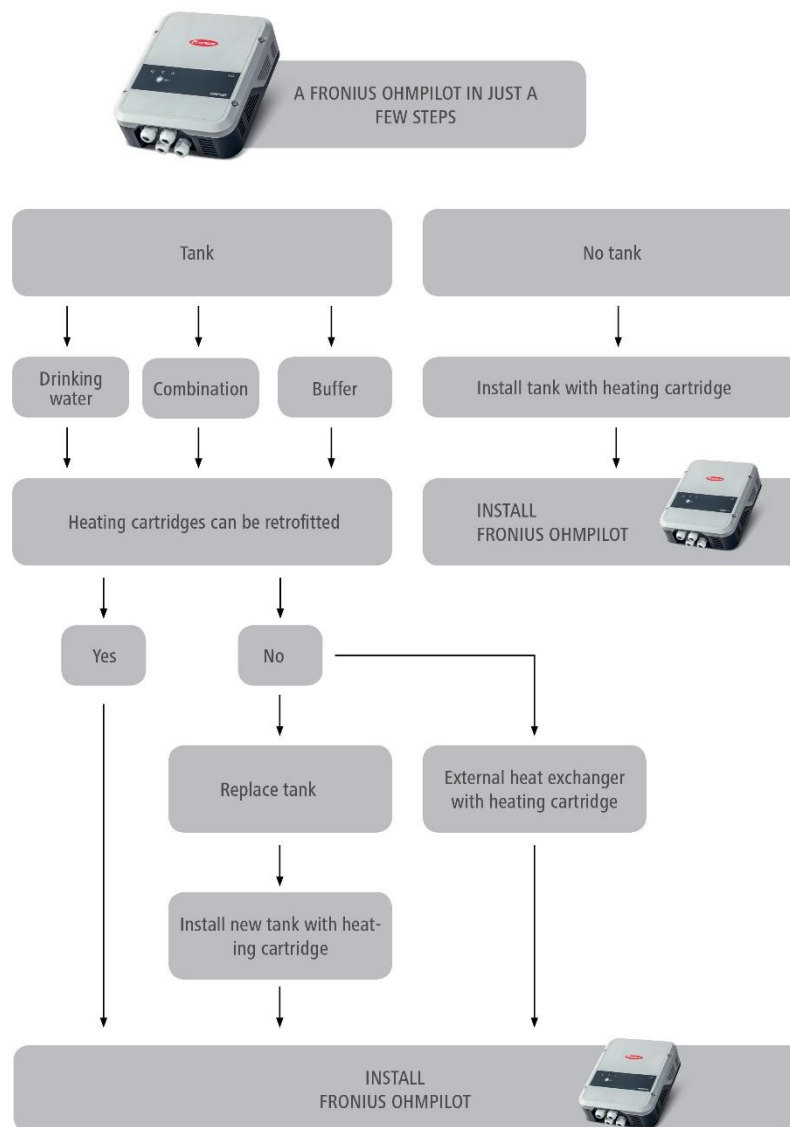 Fronius
A FRONIUS OHMPILOT IN JUST A
FEW STEPS
Tank
No tank
Drinking
water
Combination
Buffer
Install tank with heating cartridge
Heating cartridges can be retrofitted
INSTALL
FRONIUS OHMPILOT
Yes
No
Replace tank
External heat exchanger
with heating cartridge
Install new tank with heat-
ing cartridge
INSTALL
FRONIUS OHMPILOT